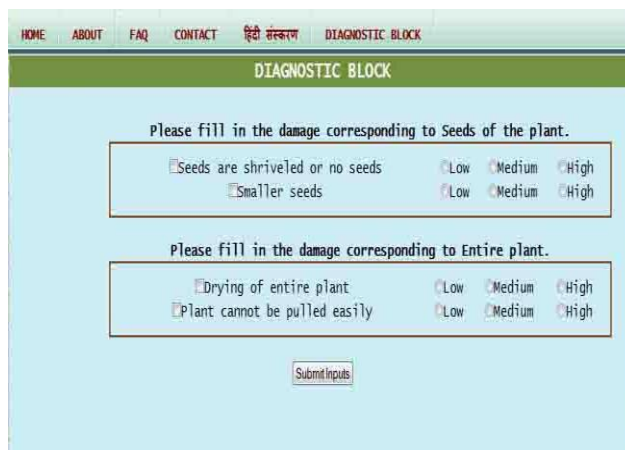 HOME ABOUT FAQ CONTACT हिंदी संस्करण DIAGNOSTIC BLOCK
DIAGNOSTIC BLOCK
Please fill in the damage corresponding to Seeds of the plant.
Seeds are shriveled or no seeds Low Medium High
Smaller seeds Low Medium High
Please fill in the damage corresponding to Entire plant.
Drying of entire plant Low Medium High
Plant cannot be pulled easily Low Medium High
Submit Inputs